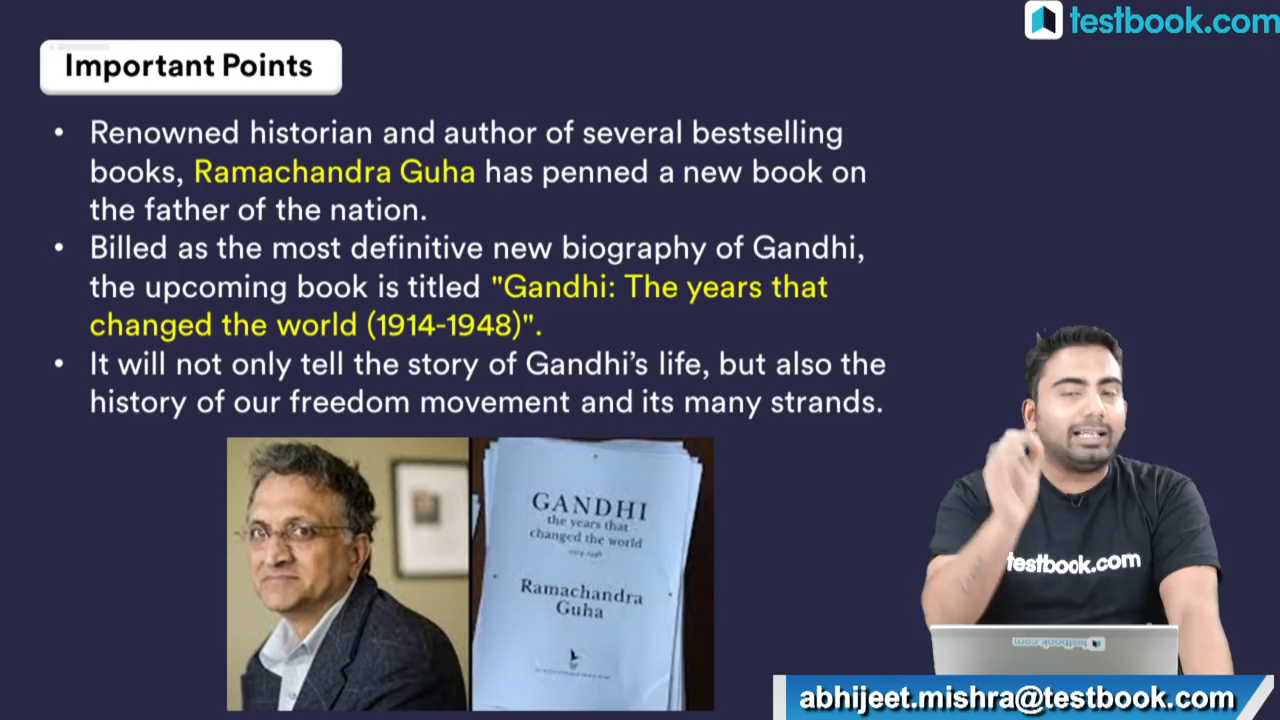 testbook.com
Important Points
• Renowned historian and author of several bestselling
books, Ramachandra Guha has penned a new book on
the father of the nation.
• Billed as the most definitive new biography of Gandhi,
the upcoming book is titled "Gandhi: The years that
changed the world (1914-1948)".
• It will not only tell the story of Gandhi’s life, but also the
history of our freedom movement and its many strands.
GANDHI
the years that
changed the world
1914-1948
Ramachandra
Guha
testbook.com
testbook.com
abhijeet.mishra@testbook.com